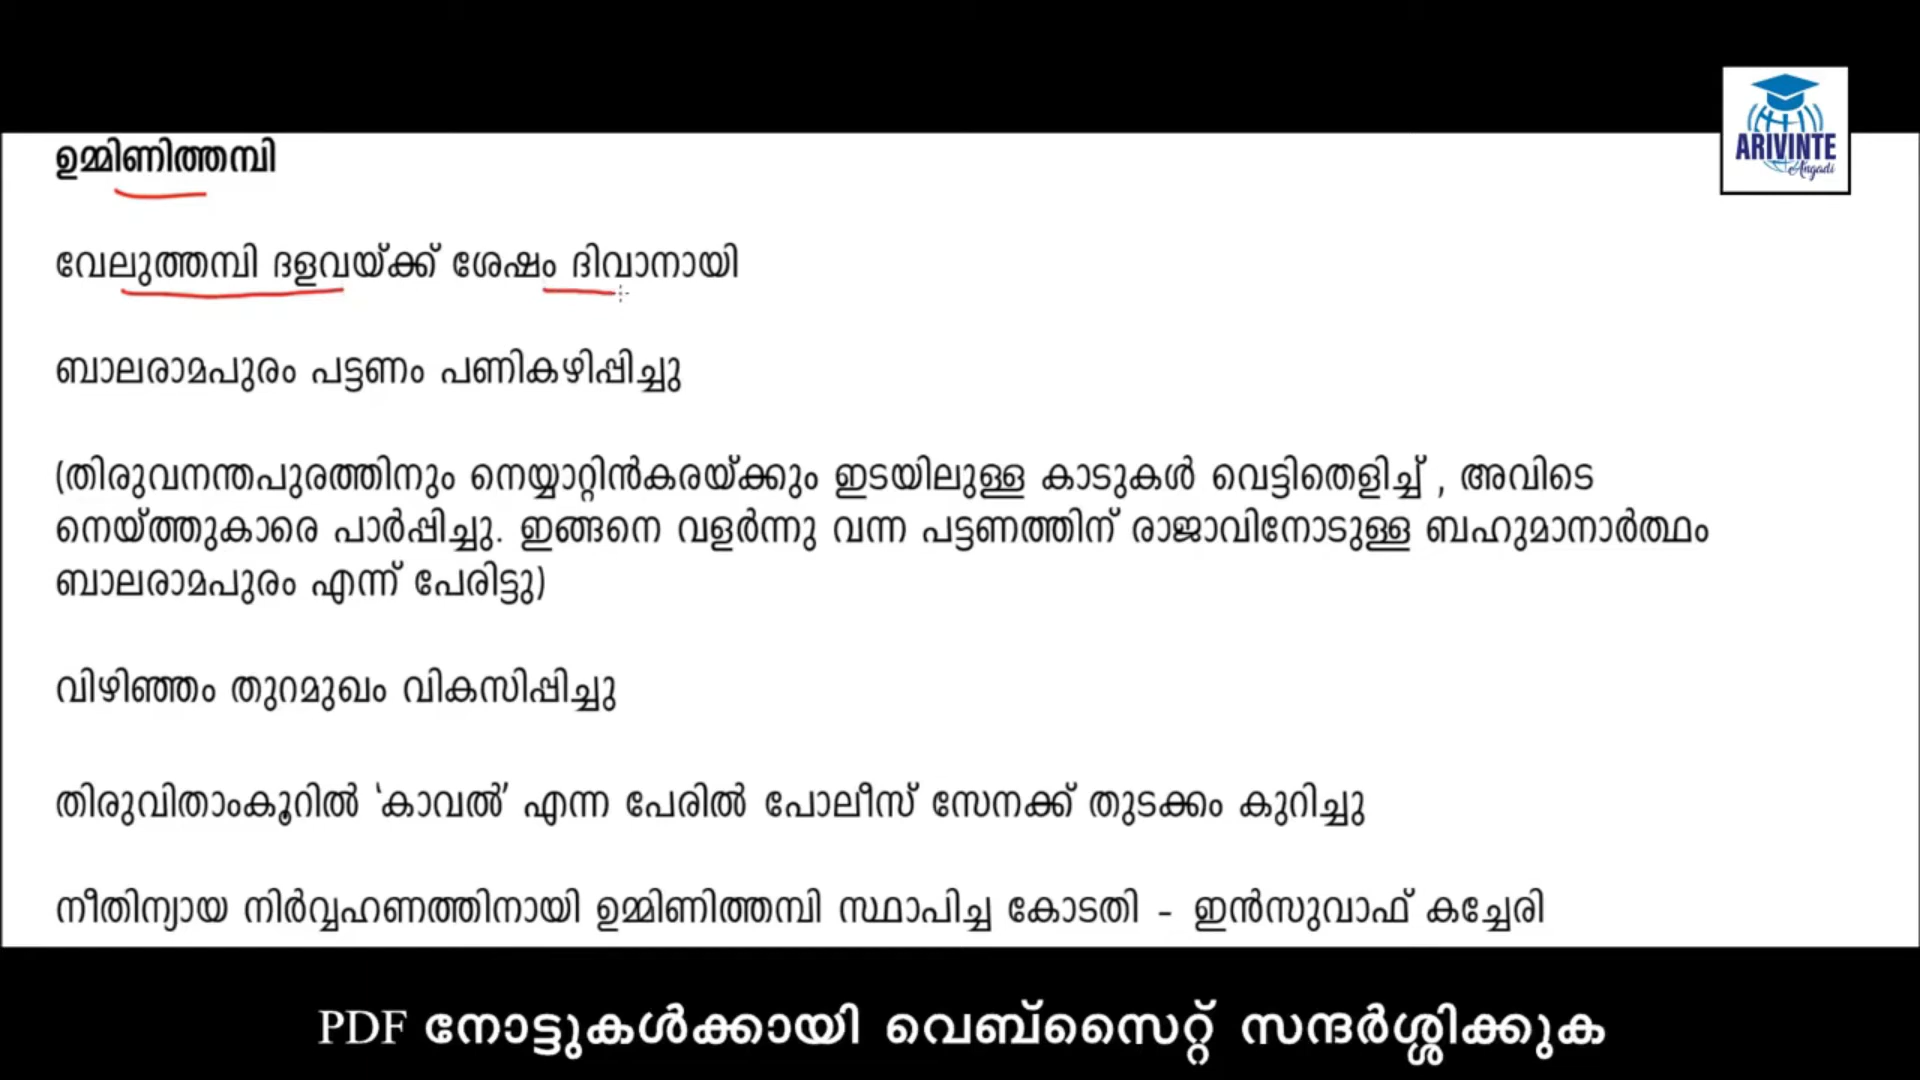 ARIVINTE
Angadi
ഉമ്മിണിത്തമ്പി
വേലുത്തമ്പി ദളവയ്ക്ക് ശേഷം ദിവാനായി
ബാലരാമപുരം പട്ടണം പണികഴിപ്പിച്ചു
(തിരുവനന്തപുരത്തിനും നെയ്യാറ്റിൻകരയ്ക്കും ഇടയിലുള്ള കാടുകൾ വെട്ടിതെളിച്ച് , അവിടെ
നെയ്ത്തുകാരെ പാർപ്പിച്ചു. ഇങ്ങനെ വളർന്നു വന്ന പട്ടണത്തിന് രാജാവിനോടുള്ള ബഹുമാനാർത്ഥം
ബാലരാമപുരം എന്ന് പേരിട്ടു)
വിഴിഞ്ഞം തുറമുഖം വികസിപ്പിച്ചു
തിരുവിതാംകൂറിൽ ‘കാവൽ’ എന്ന പേരിൽ പോലീസ് സേനക്ക് തുടക്കം കുറിച്ചു
നീതിന്യായ നിർവ്വഹണത്തിനായി ഉമ്മിണിത്തമ്പി സ്ഥാപിച്ച കോടതി - ഇൻസുവാഫ് കച്ചേരി
PDF നോട്ടുകൾക്കായി വെബ്സൈറ്റ് സന്ദർശ്ശിക്കുക